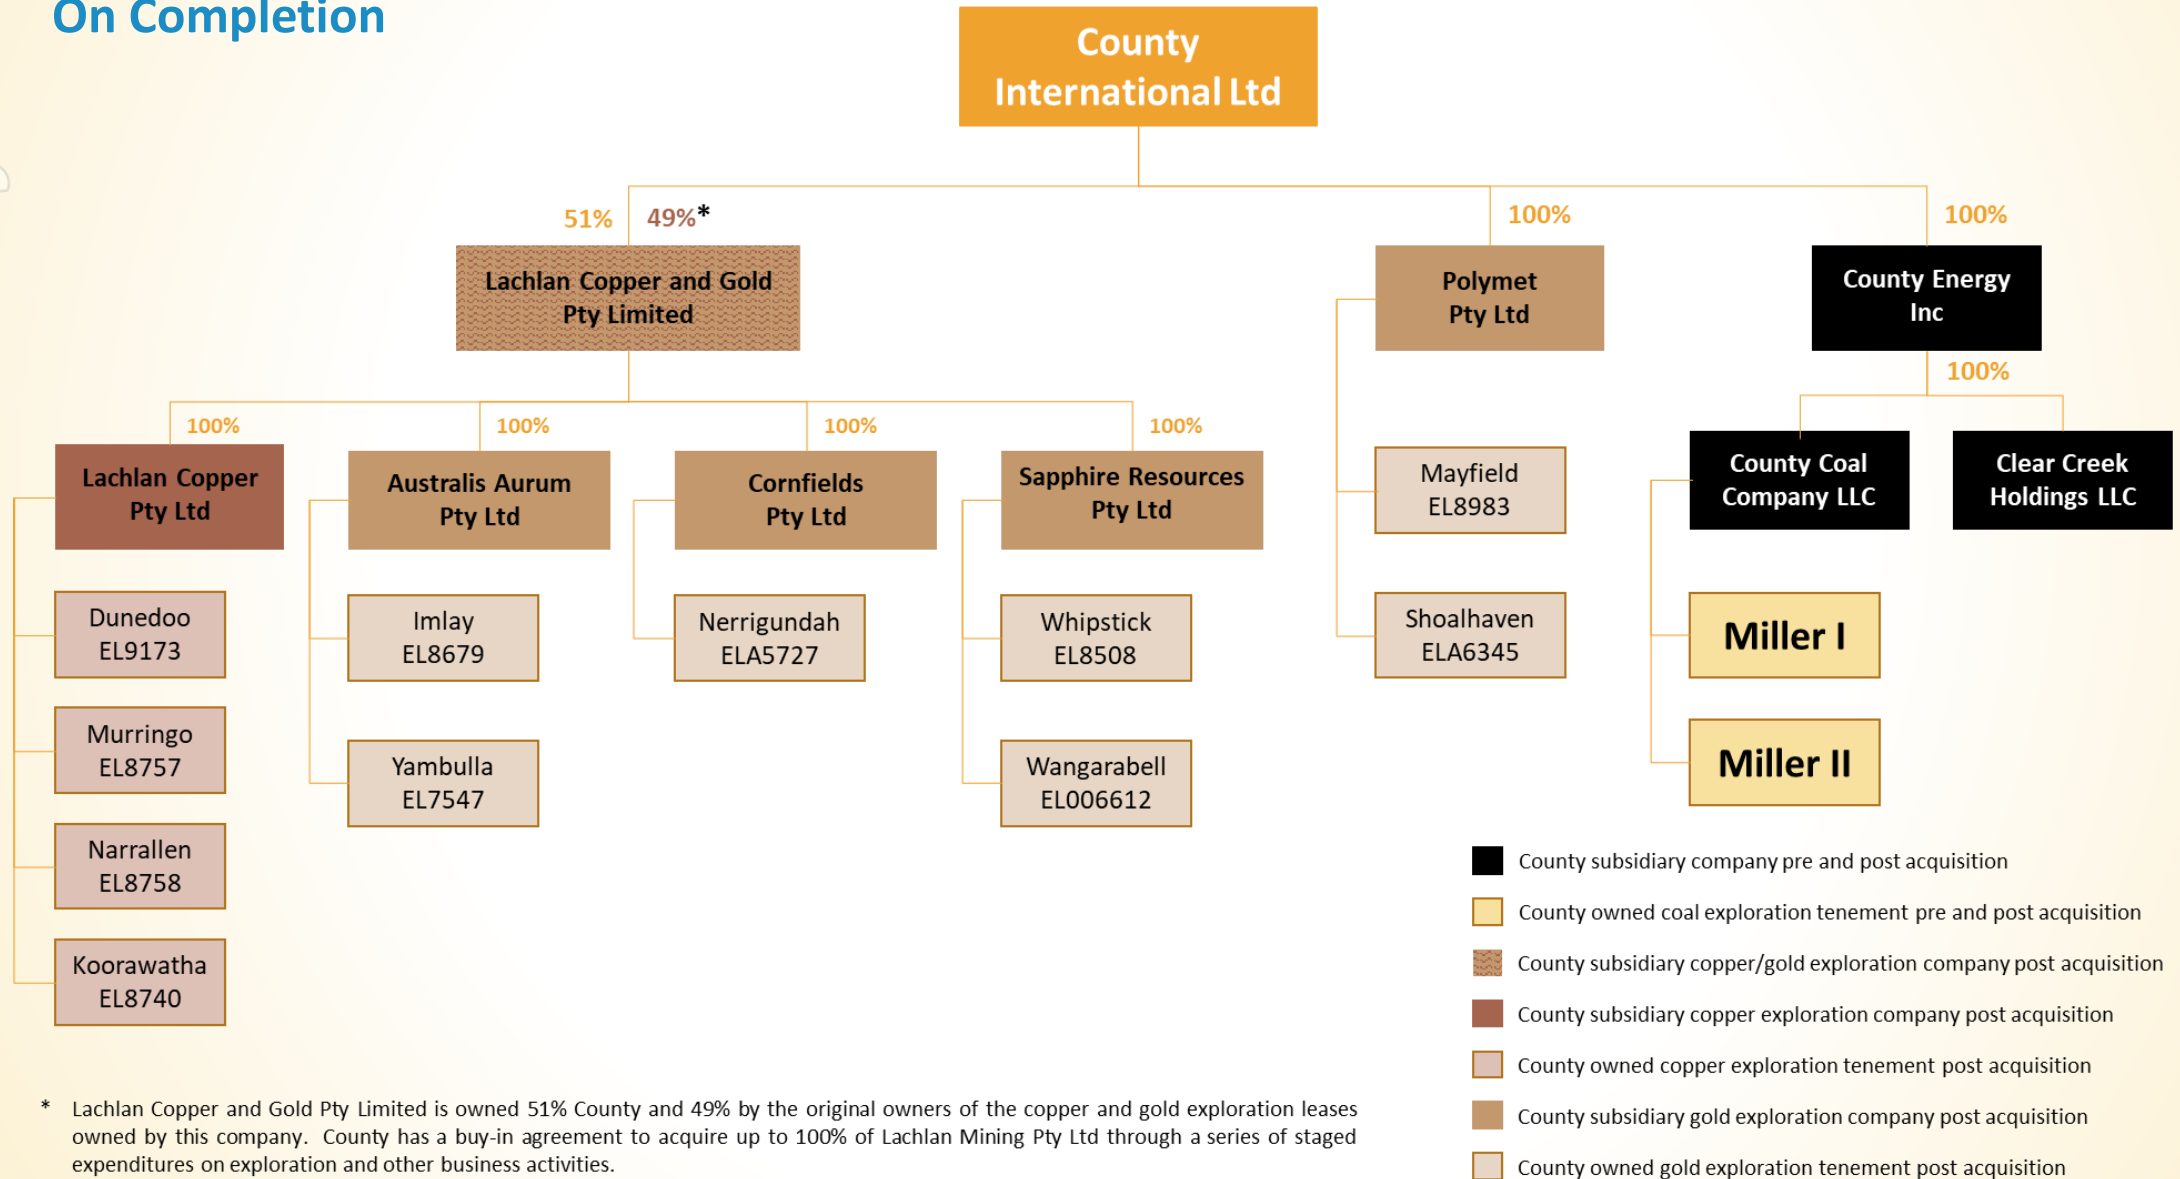 On Completion
County
International Ltd
51%
49%*
100%
100%
Lachlan Copper and Gold
Pty Limited
Polymet
Pty Ltd
County Energy
Inc
100%
100%
100%
100%
100%
Lachlan Copper
Pty Ltd
Australis Aurum
Pty Ltd
Cornfields
Pty Ltd
Sapphire Resources
Pty Ltd
Mayfield
EL8983
County Coal
Company LLC
Clear Creek
Holdings LLC
Dunedoo
EL9173
Imlay
EL8679
Nerrigundah
ELA5727
Whipstick
EL8508
Shoalhaven
ELA6345
Miller I
Murringo
EL8757
Yambulla
EL7547
Wangarabell
EL006612
Miller II
Narrallen
EL8758
Koorawatha
EL8740
County subsidiary company pre and post acquisition
County owned coal exploration tenement pre and post acquisition
County subsidiary copper/gold exploration company post acquisition
County subsidiary copper exploration company post acquisition
County owned copper exploration tenement post acquisition
County subsidiary gold exploration company post acquisition
County owned gold exploration tenement post acquisition
* Lachlan Copper and Gold Pty Limited is owned 51% County and 49% by the original owners of the copper and gold exploration leases
owned by this company. County has a buy-in agreement to acquire up to 100% of Lachlan Mining Pty Ltd through a series of staged
expenditures on exploration and other business activities.